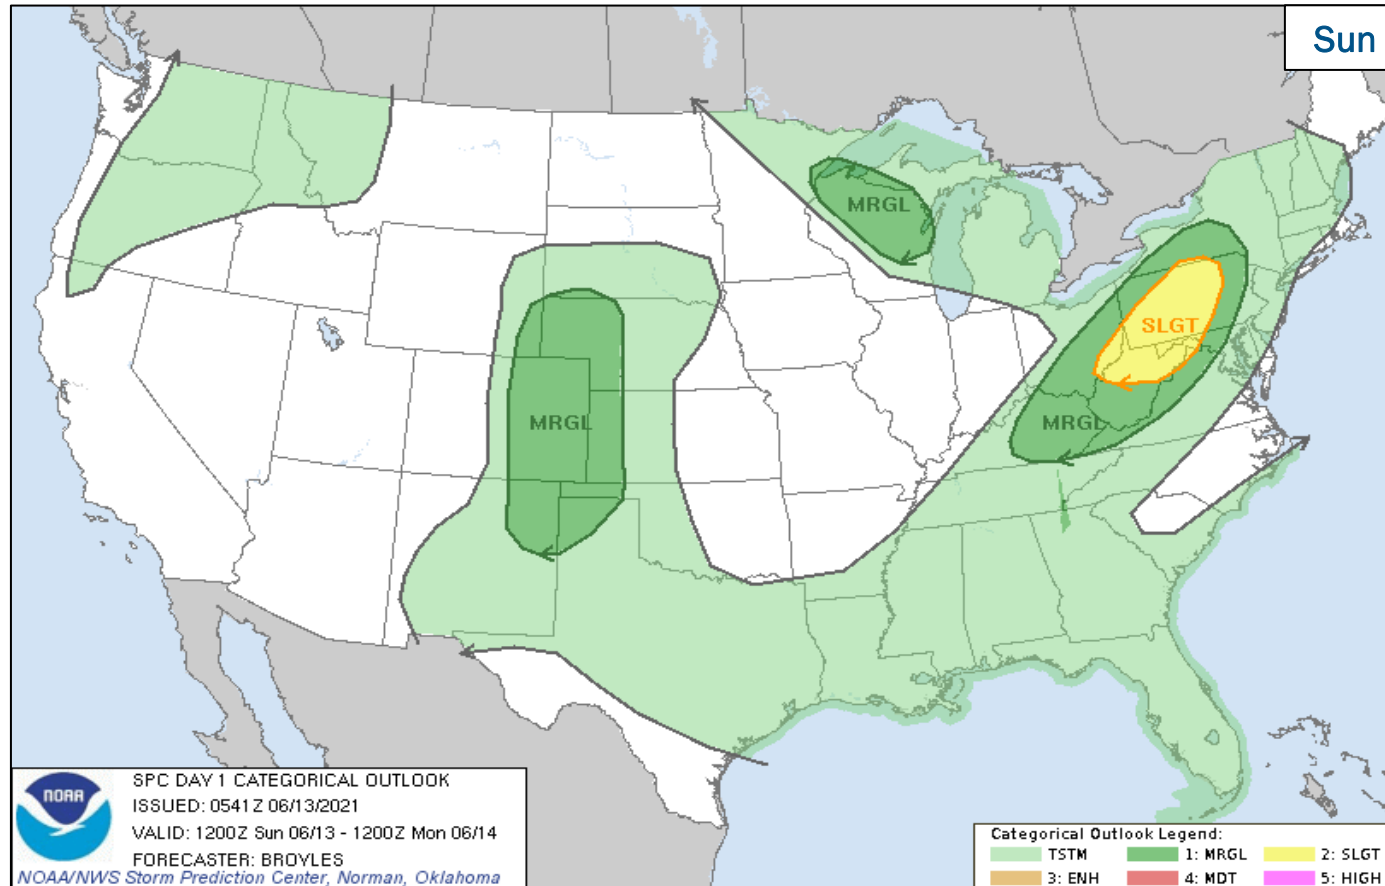 Sun
MRGL
SLGT
MRGL
MRGL
NOAA
SPC DAY 1 CATEGORICAL OUTLOOK
ISSUED: 0541Z 06/13/2021
VALID: 1200Z Sun 06/13 - 1200Z Mon 06/14
FORECASTER: BROYLES
NOAA/NWS Storm Prediction Center, Norman, Oklahoma
Categorical Outlook Legend:
TSTM 1: MRGL 2: SLGT
3: ENH 4: MDT 5: HIGH